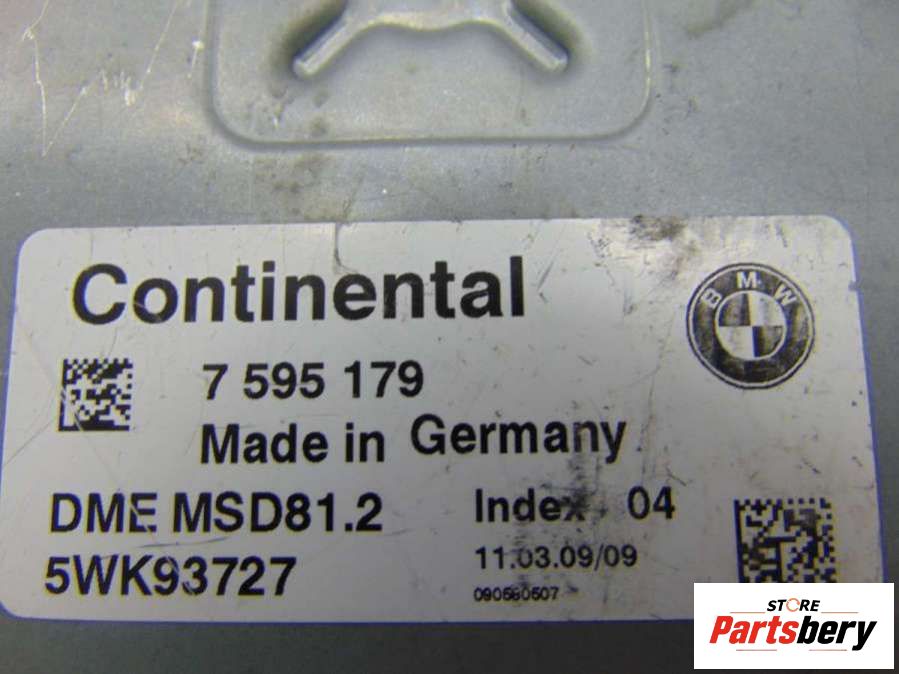 Continental
BMW
7 595 179
Made in Germany
DME MSD81.2 Index 04
5WK93727 11.03.09/09
090580507
STORE
Partsbery